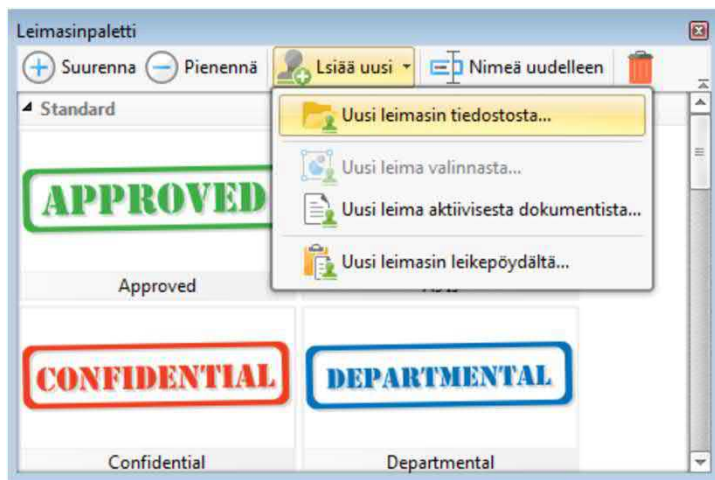 Leimasinpaletti
Suurenna Pienennä Lsiää uusi Nimeä uudelleen
Standard
Uusi leimasin tiedostosta...
Uusi leima valinnasta...
Uusi leima aktiivisesta dokumentista...
Uusi leimasin leikepöydältä...
APPROVED
Approved
CONFIDENTIAL
DEPARTMENTAL
Confidential
Departmental